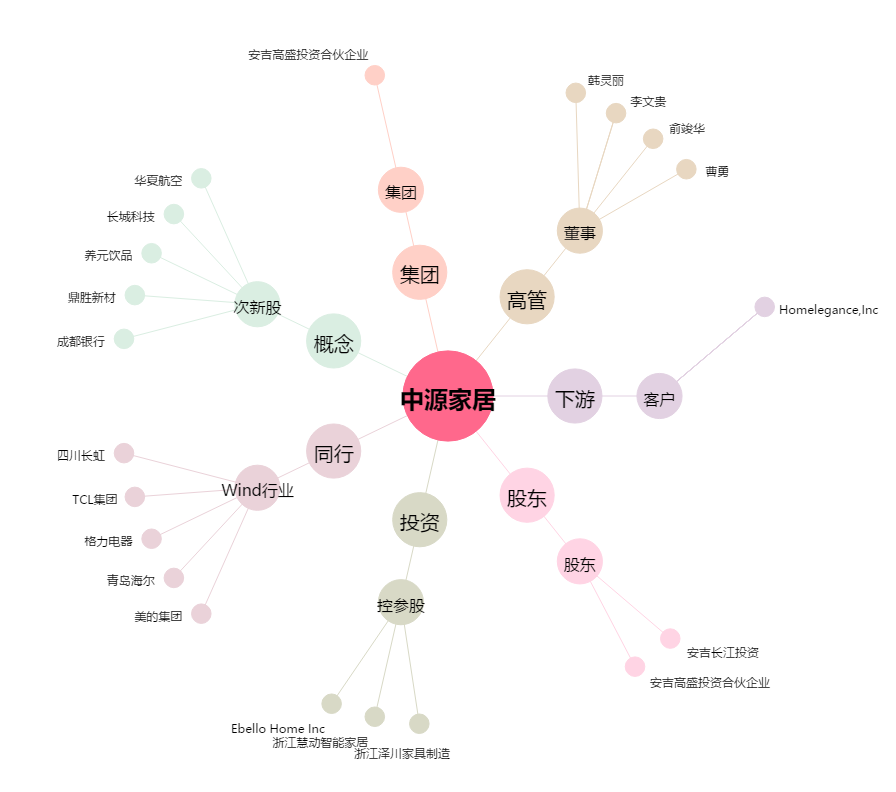 安吉高盛投资合伙企业
韩灵丽
李文贵
俞竣华
曹勇
华夏航空
集团
长城科技
董事
养元饮品
集团
鼎胜新材
次新股
高管
Homelegance,Inc
成都银行
概念
中源家居
下游
客户
四川长虹
同行
TCL集团
Wind行业
股东
格力电器
投资
青岛海尔
股东
美的集团
控参股
安吉长江投资
安吉高盛投资合伙企业
Ebello Home Inc
浙江慧动智能家居
浙江泽川家具制造